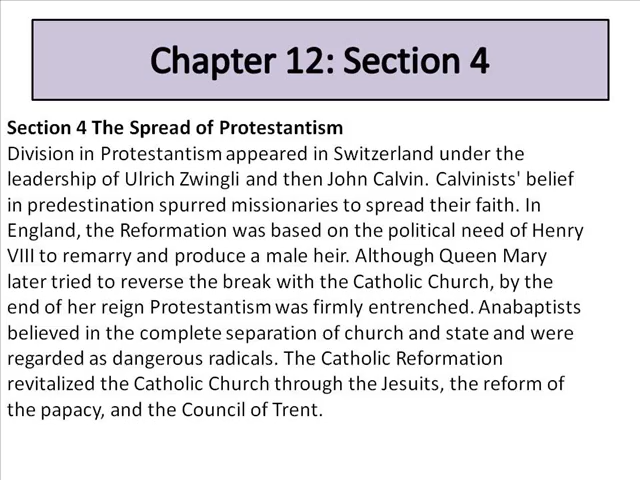 Chapter 12: Section 4
Section 4 The Spread of Protestantism
Division in Protestantism appeared in Switzerland under the
leadership of Ulrich Zwingli and then John Calvin. Calvinists' belief
in predestination spurred missionaries to spread their faith. In
England, the Reformation was based on the political need of Henry
VIII to remarry and produce a male heir. Although Queen Mary
later tried to reverse the break with the Catholic Church, by the
end of her reign Protestantism was firmly entrenched. Anabaptists
believed in the complete separation of church and state and were
regarded as dangerous radicals. The Catholic Reformation
revitalized the Catholic Church through the Jesuits, the reform of
the papacy, and the Council of Trent.